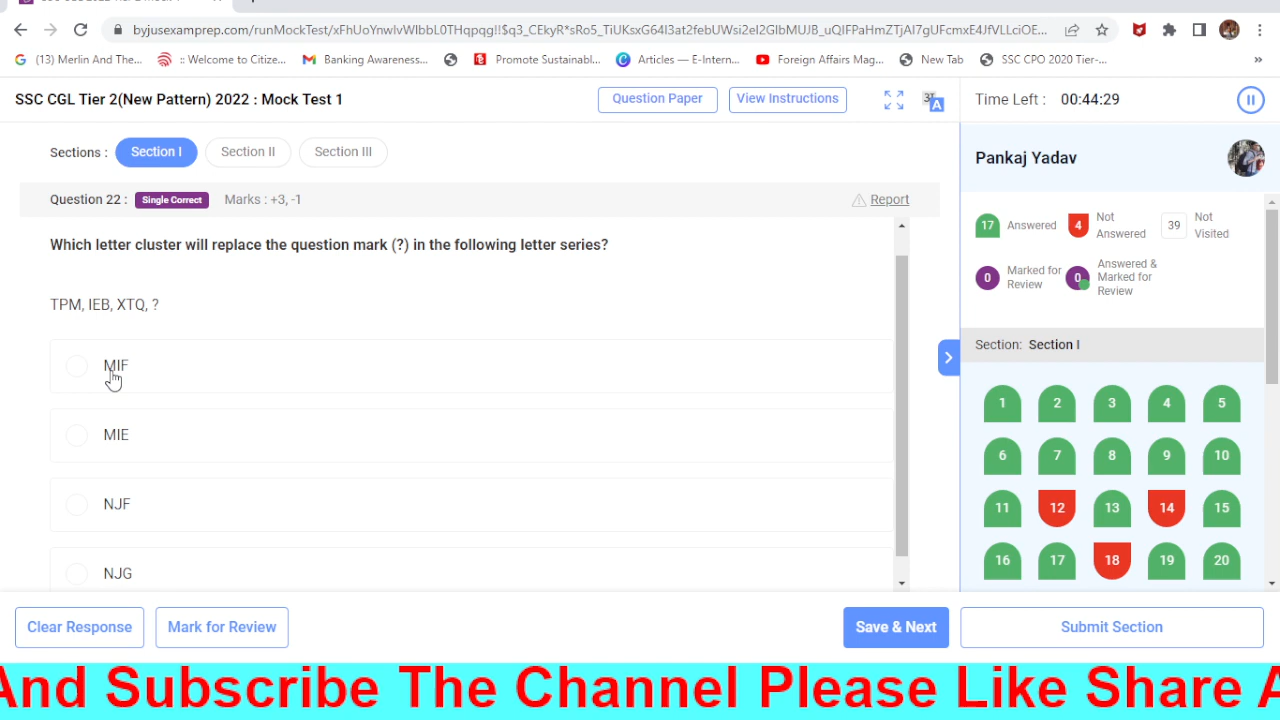 byjusexamprep.com/runMockTest/xFhUoYnwIvWlbbL0THqpqg!!$q3_CEkyR*sRo5_TiUKsxG64I3at2febUWsi2eI2GIbMUJ8_uQIFPaHmZTjAI7gUFcmxE4JfVLLciOE...
(13) Merlin And The...
:: Welcome to Citize...
Banking Awareness...
Promote Sustainabl...
Articles — E-Intern...
Foreign Affairs Mag...
New Tab
SSC CPO 2020 Tier-...
»
SSC CGL Tier 2(New Pattern) 2022 : Mock Test 1
Question Paper
View Instructions
Time Left : 00:44:29
Sections : Section I Section II Section III
Pankaj Yadav
Question 22 : Single Correct Marks : +3, -1
Report
Which letter cluster will replace the question mark (?) in the following letter series?
TPM, IEB, XTQ, ?
MIF
MIE
NJF
NJG
17 Answered
4 Not Answered
39 Not Visited
0 Marked for Review
0 Answered & Marked for Review
Section: Section I
1 2 3 4 5
6 7 8 9 10
11 12 13 14 15
16 17 18 19 20
Clear Response
Mark for Review
Save & Next
Submit Section
And Subscribe The Channel Please Like Share A